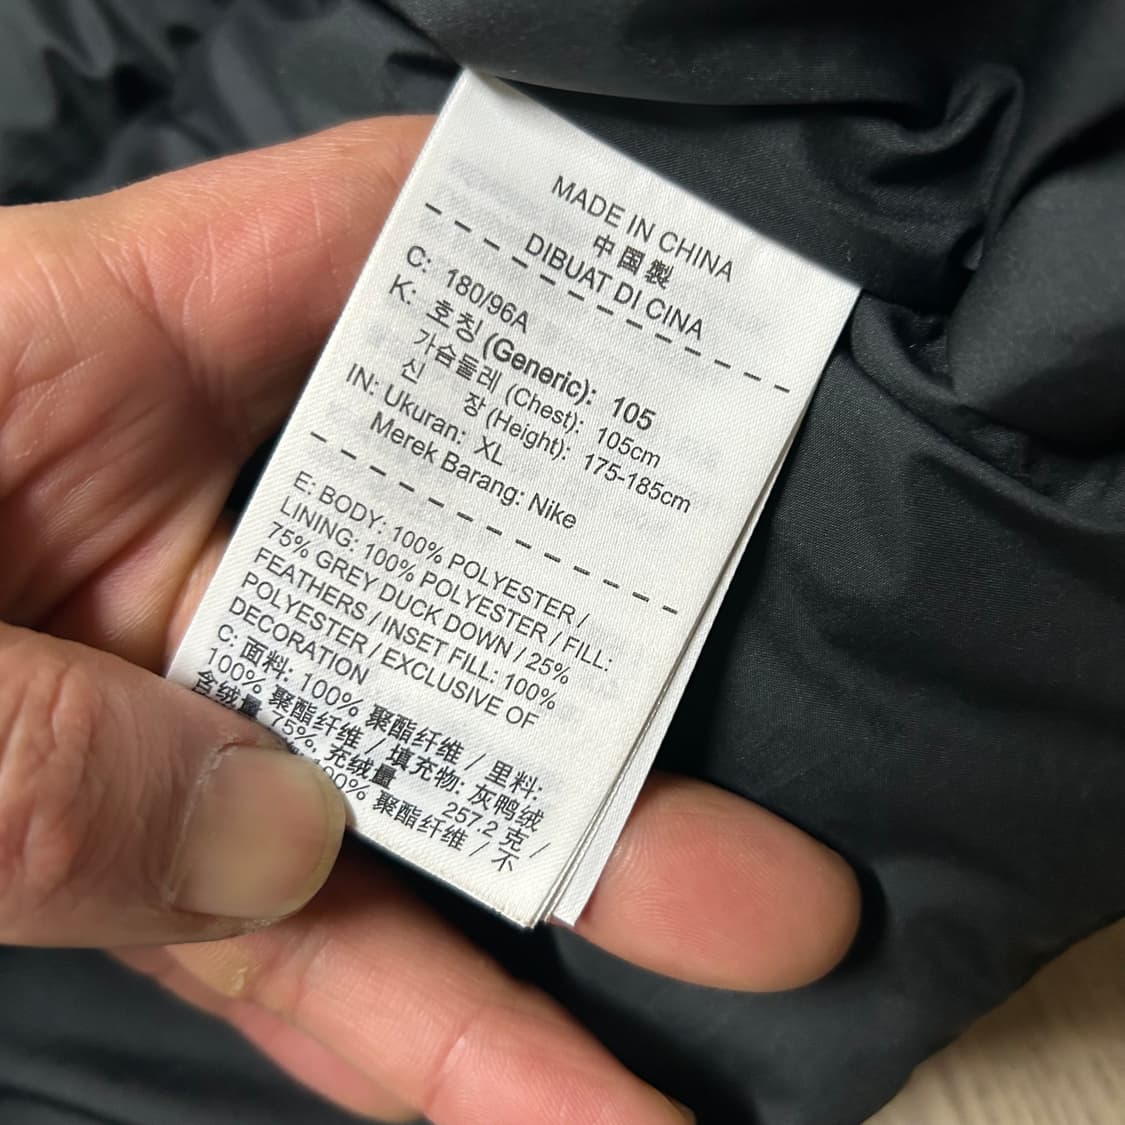 MADE IN CHINA
中国製
DIBUAT DI CINA
C: 180/96A
K: 호칭 (Generic): 105
가슴둘레 (Chest): 105cm
신 장 (Height): 175-185cm
IN: Ukuran: XL
Merek Barang: Nike
E: BODY: 100% POLYESTER /
LINING: 100% POLYESTER / FILL:
75% GREY DUCK DOWN / 25%
FEATHERS / INSET FILL: 100%
POLYESTER / EXCLUSIVE OF
DECORATION
C: 面料: 100% 聚酯纤维 / 里料:
100% 聚酯纤维 / 填充物: 灰鸭绒
含绒量 75%, 充绒量 257.2 克 /
100% 聚酯纤维 / 不